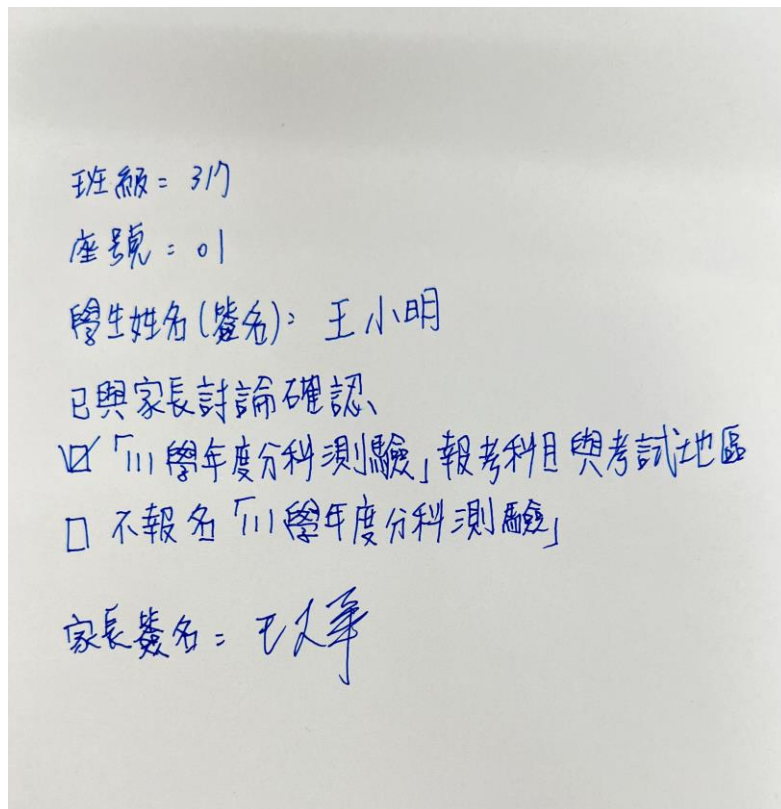 班級：317
座號：01
學生姓名(簽名)：王小明
已與家長討論確認
☑「111學年度分科測驗」報考科目與考試地區
□ 不報名「111學年度分科測驗」
家長簽名：王大